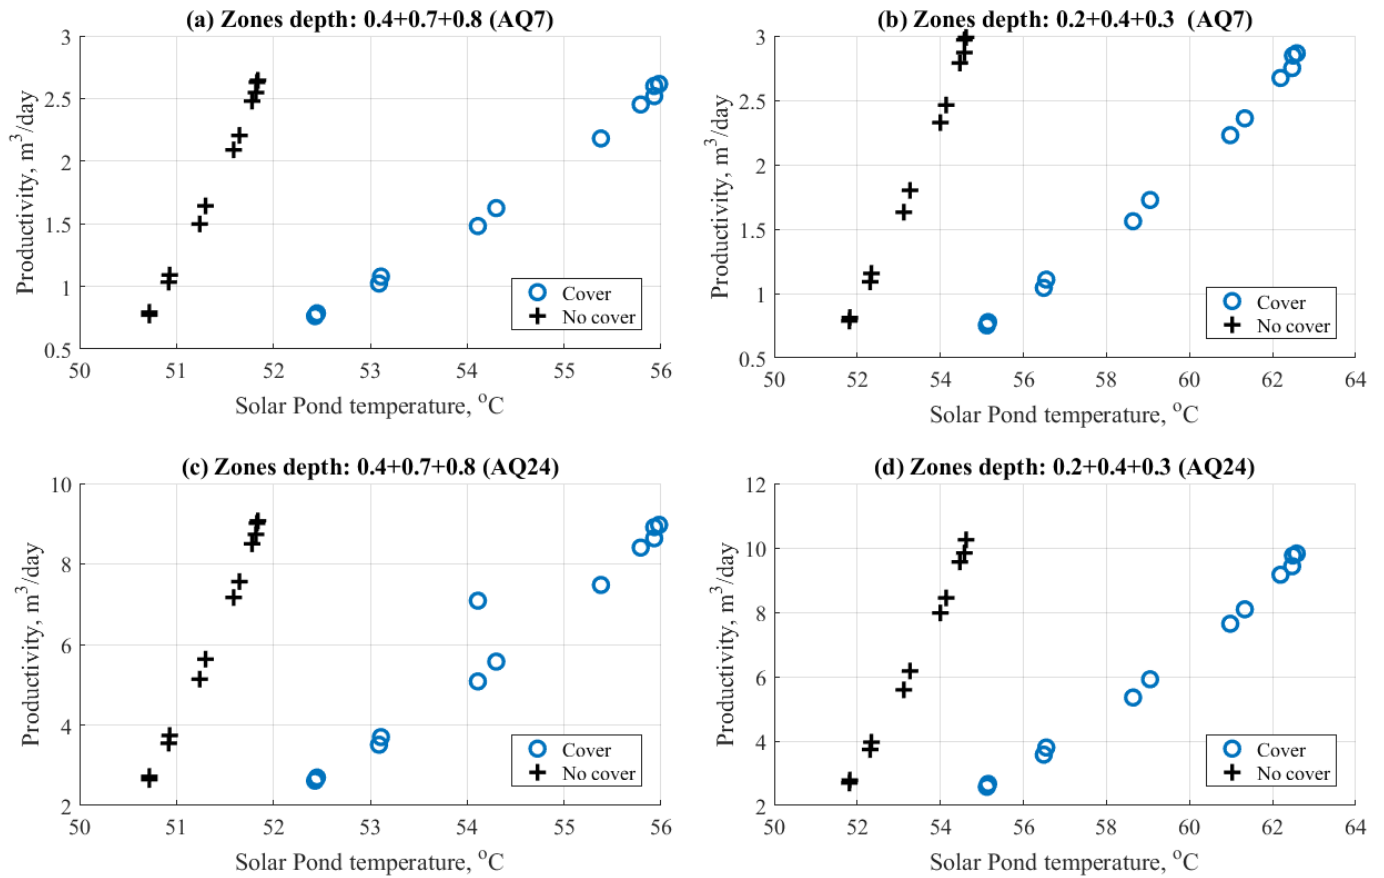 (a) Zones depth: 0.4+0.7+0.8 (AQ7)
3
2.5
2
1.5
1
0.5
Productivity, m³/day
50 51 52 53 54 55 56
Solar Pond temperature, °C
Cover
No cover
(b) Zones depth: 0.2+0.4+0.3 (AQ7)
3
2.5
2
1.5
1
0.5
Productivity, m³/day
50 52 54 56 58 60 62 64
Solar Pond temperature, °C
Cover
No cover
(c) Zones depth: 0.4+0.7+0.8 (AQ24)
10
8
6
4
2
Productivity, m³/day
50 51 52 53 54 55 56
Solar Pond temperature, °C
Cover
No cover
(d) Zones depth: 0.2+0.4+0.3 (AQ24)
12
10
8
6
4
2
Productivity, m³/day
50 52 54 56 58 60 62 64
Solar Pond temperature, °C
Cover
No cover